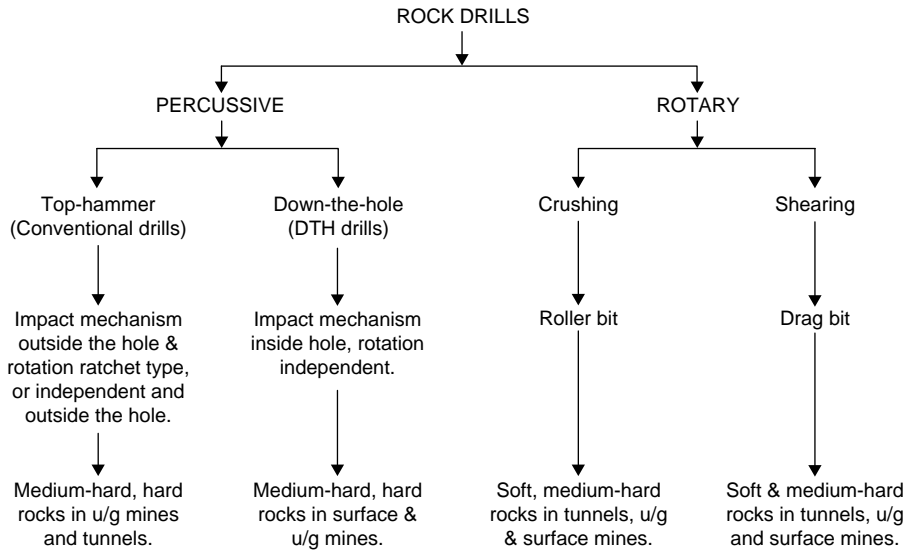 ROCK DRILLS
PERCUSSIVE
ROTARY
Top-hammer
(Conventional drills)
Down-the-hole
(DTH drills)
Crushing
Shearing
Impact mechanism
outside the hole &
rotation ratchet type,
or independent and
outside the hole.
Impact mechanism
inside hole, rotation
independent.
Roller bit
Drag bit
Medium-hard, hard
rocks in u/g mines
and tunnels.
Medium-hard, hard
rocks in surface &
u/g mines.
Soft, medium-hard
rocks in tunnels, u/g
& surface mines.
Soft & medium-hard
rocks in tunnels, u/g
and surface mines.